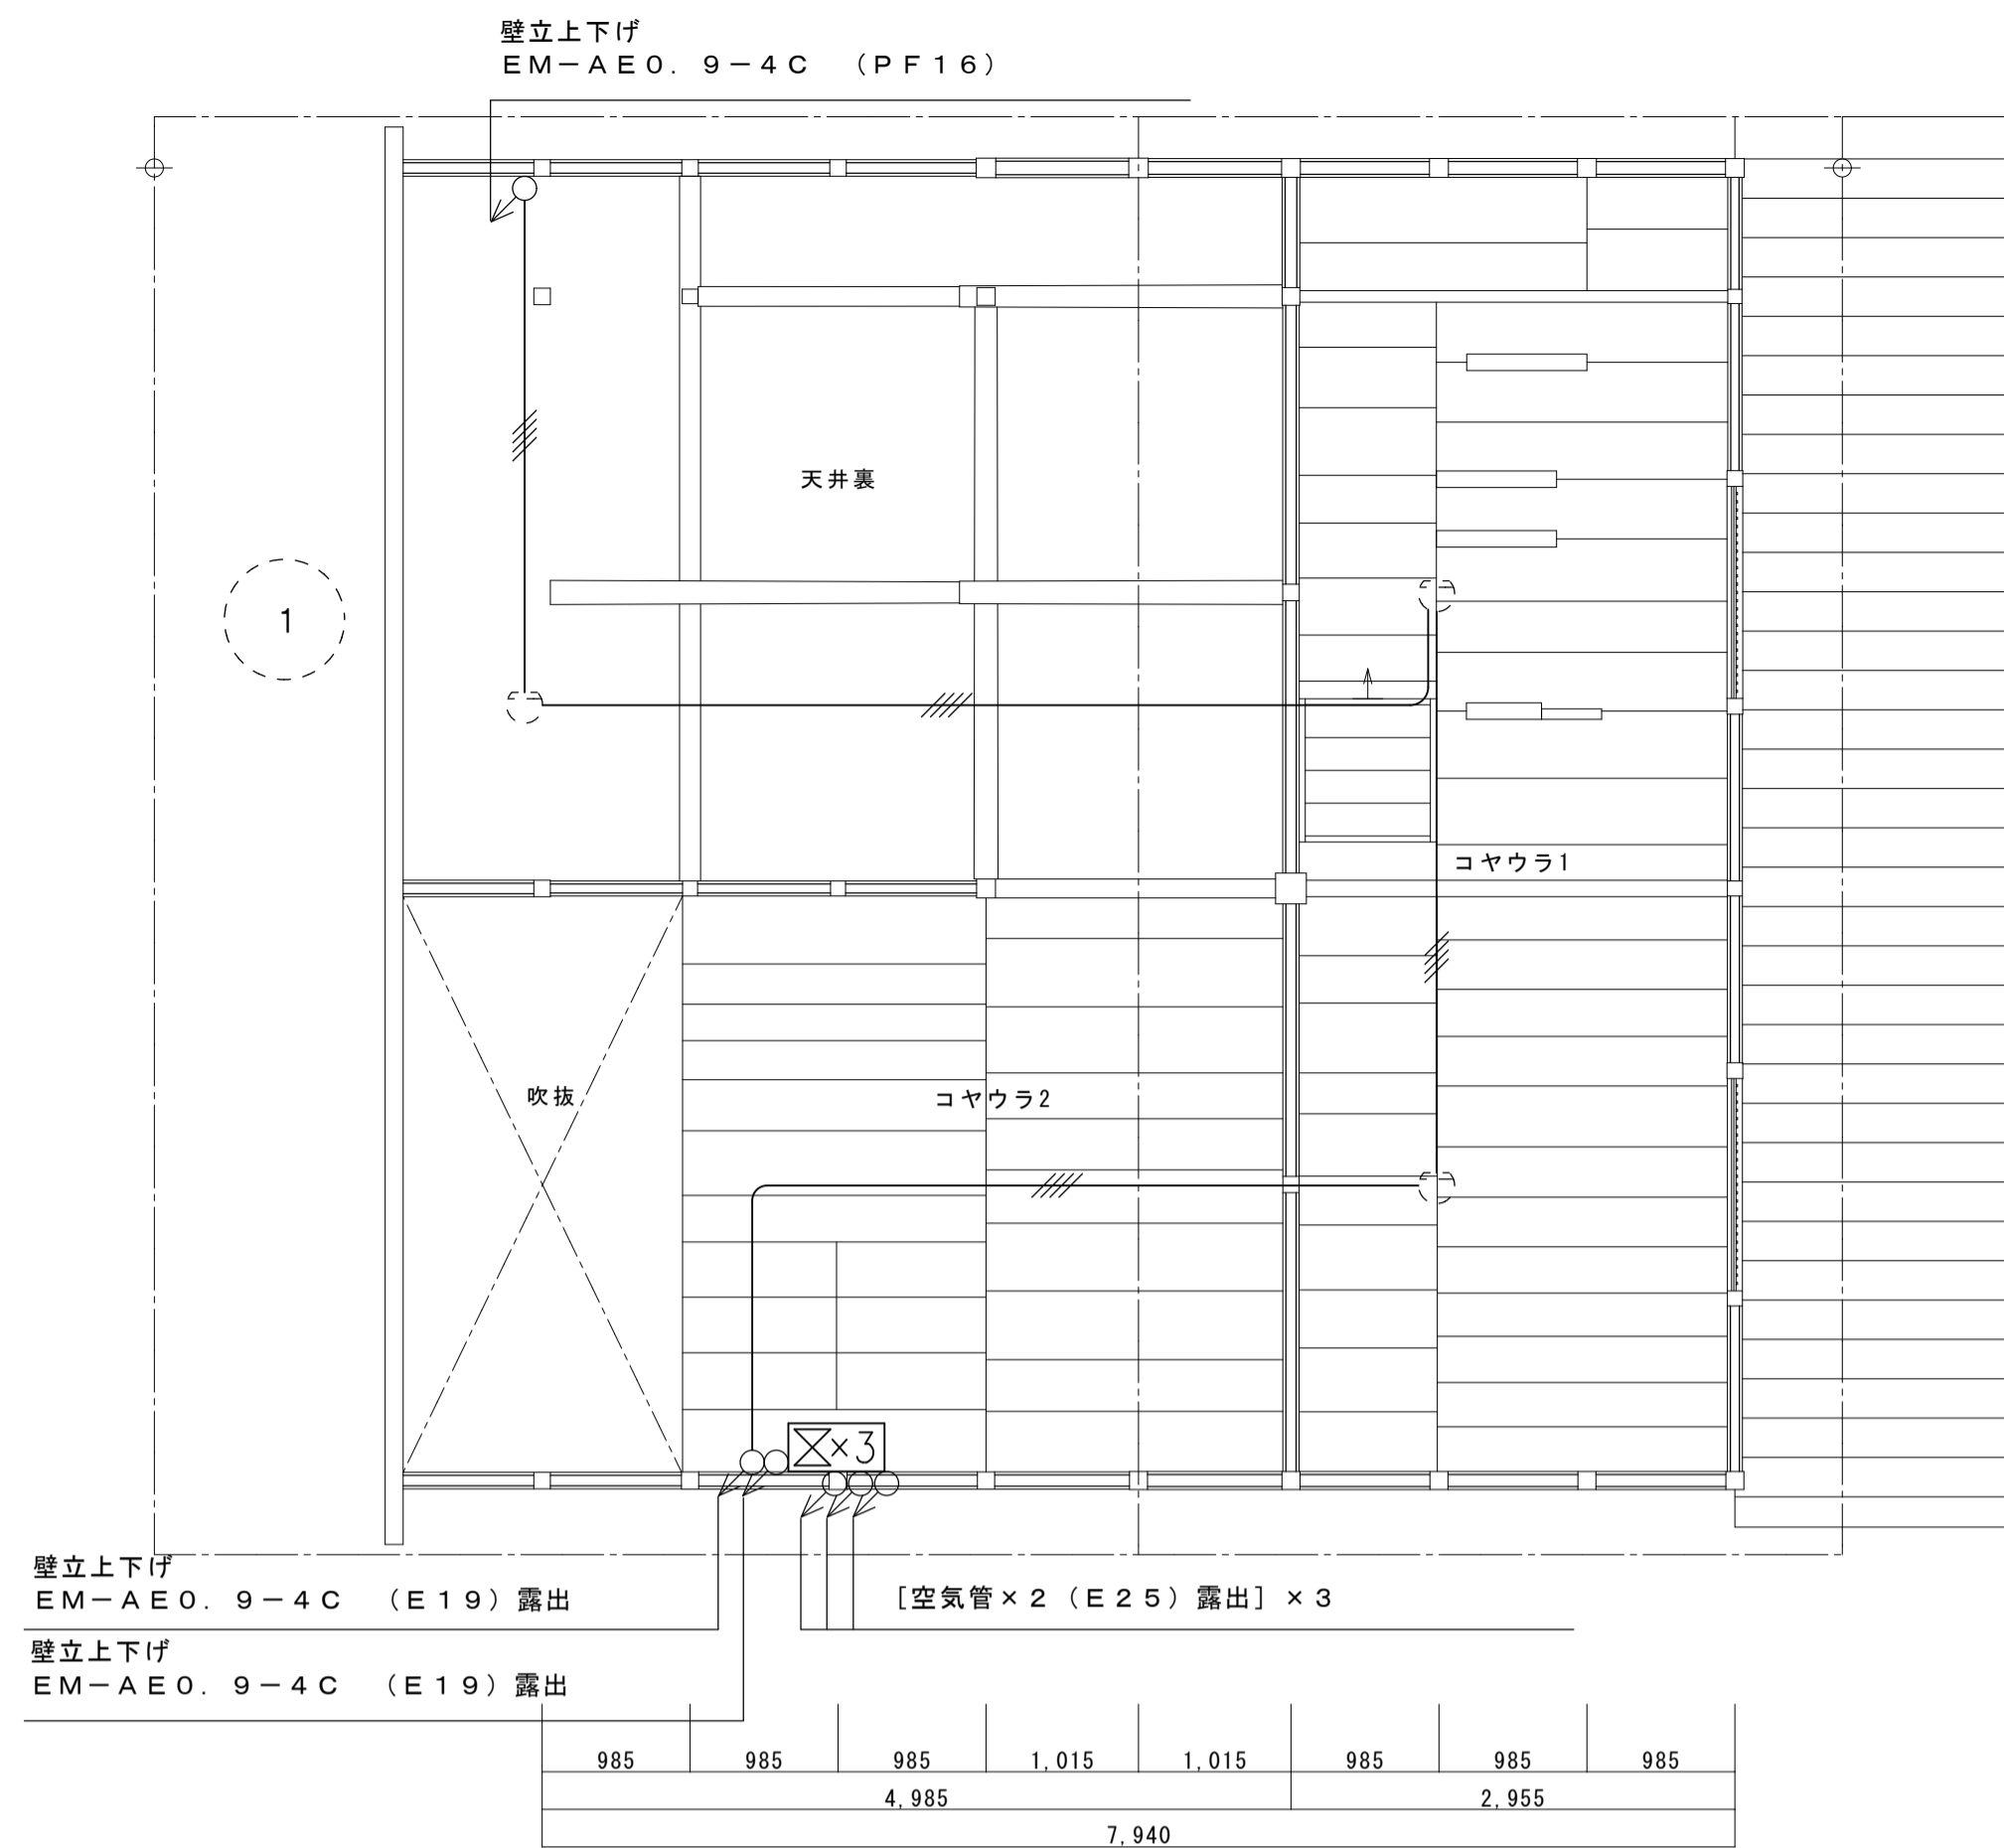 壁立上下げ
ＥＭ－ＡＥ０．９－４Ｃ　（ＰＦ１６）
天井裏
1
コヤウラ1
吹抜
コヤウラ2
×3
壁立上下げ
ＥＭ－ＡＥ０．９－４Ｃ　（Ｅ１９）露出
［空気管×２（Ｅ２５）露出］×３
壁立上下げ
ＥＭ－ＡＥ０．９－４Ｃ　（Ｅ１９）露出
985 985 985 1,015 1,015 985 985 985
4,985 2,955
7,940